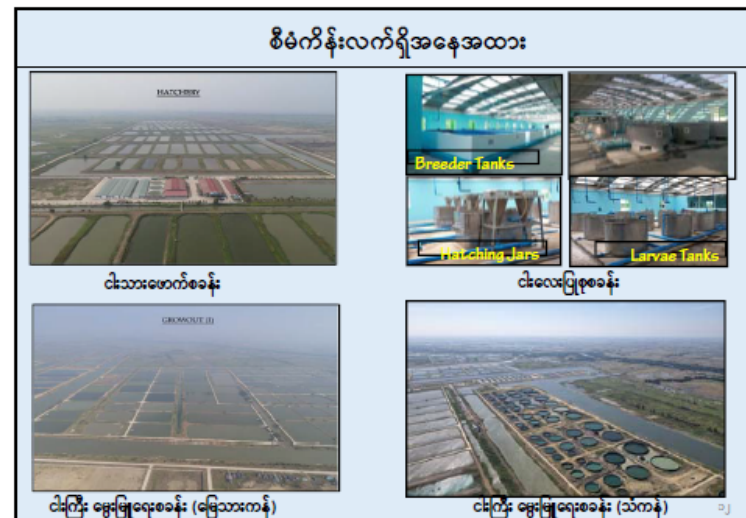 စီမံကိန်းလက်ရှိအနေအထား
HATCHERY
Breeder Tanks
Hatching Jars
Larvae Tanks
ငါးသားဖောက်စခန်း
ငါးလေးပြုစုစခန်း
GROWOUT (I)
ငါးကြီး မွေးမြူရေးစခန်း (မြေသားကန်)
ငါးကြီး မွေးမြူရေးစခန်း (သံကန်)
၁၂